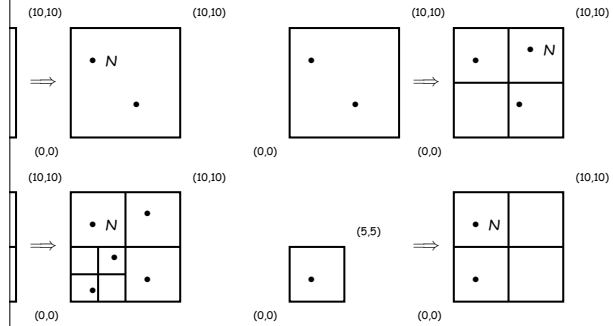 (10,10) (10,10) (10,10) (10,10)
N N
(0,0) (0,0) (0,0)
(10,10) (10,10) (10,10)
N (5,5) N
(0,0) (0,0) (0,0)